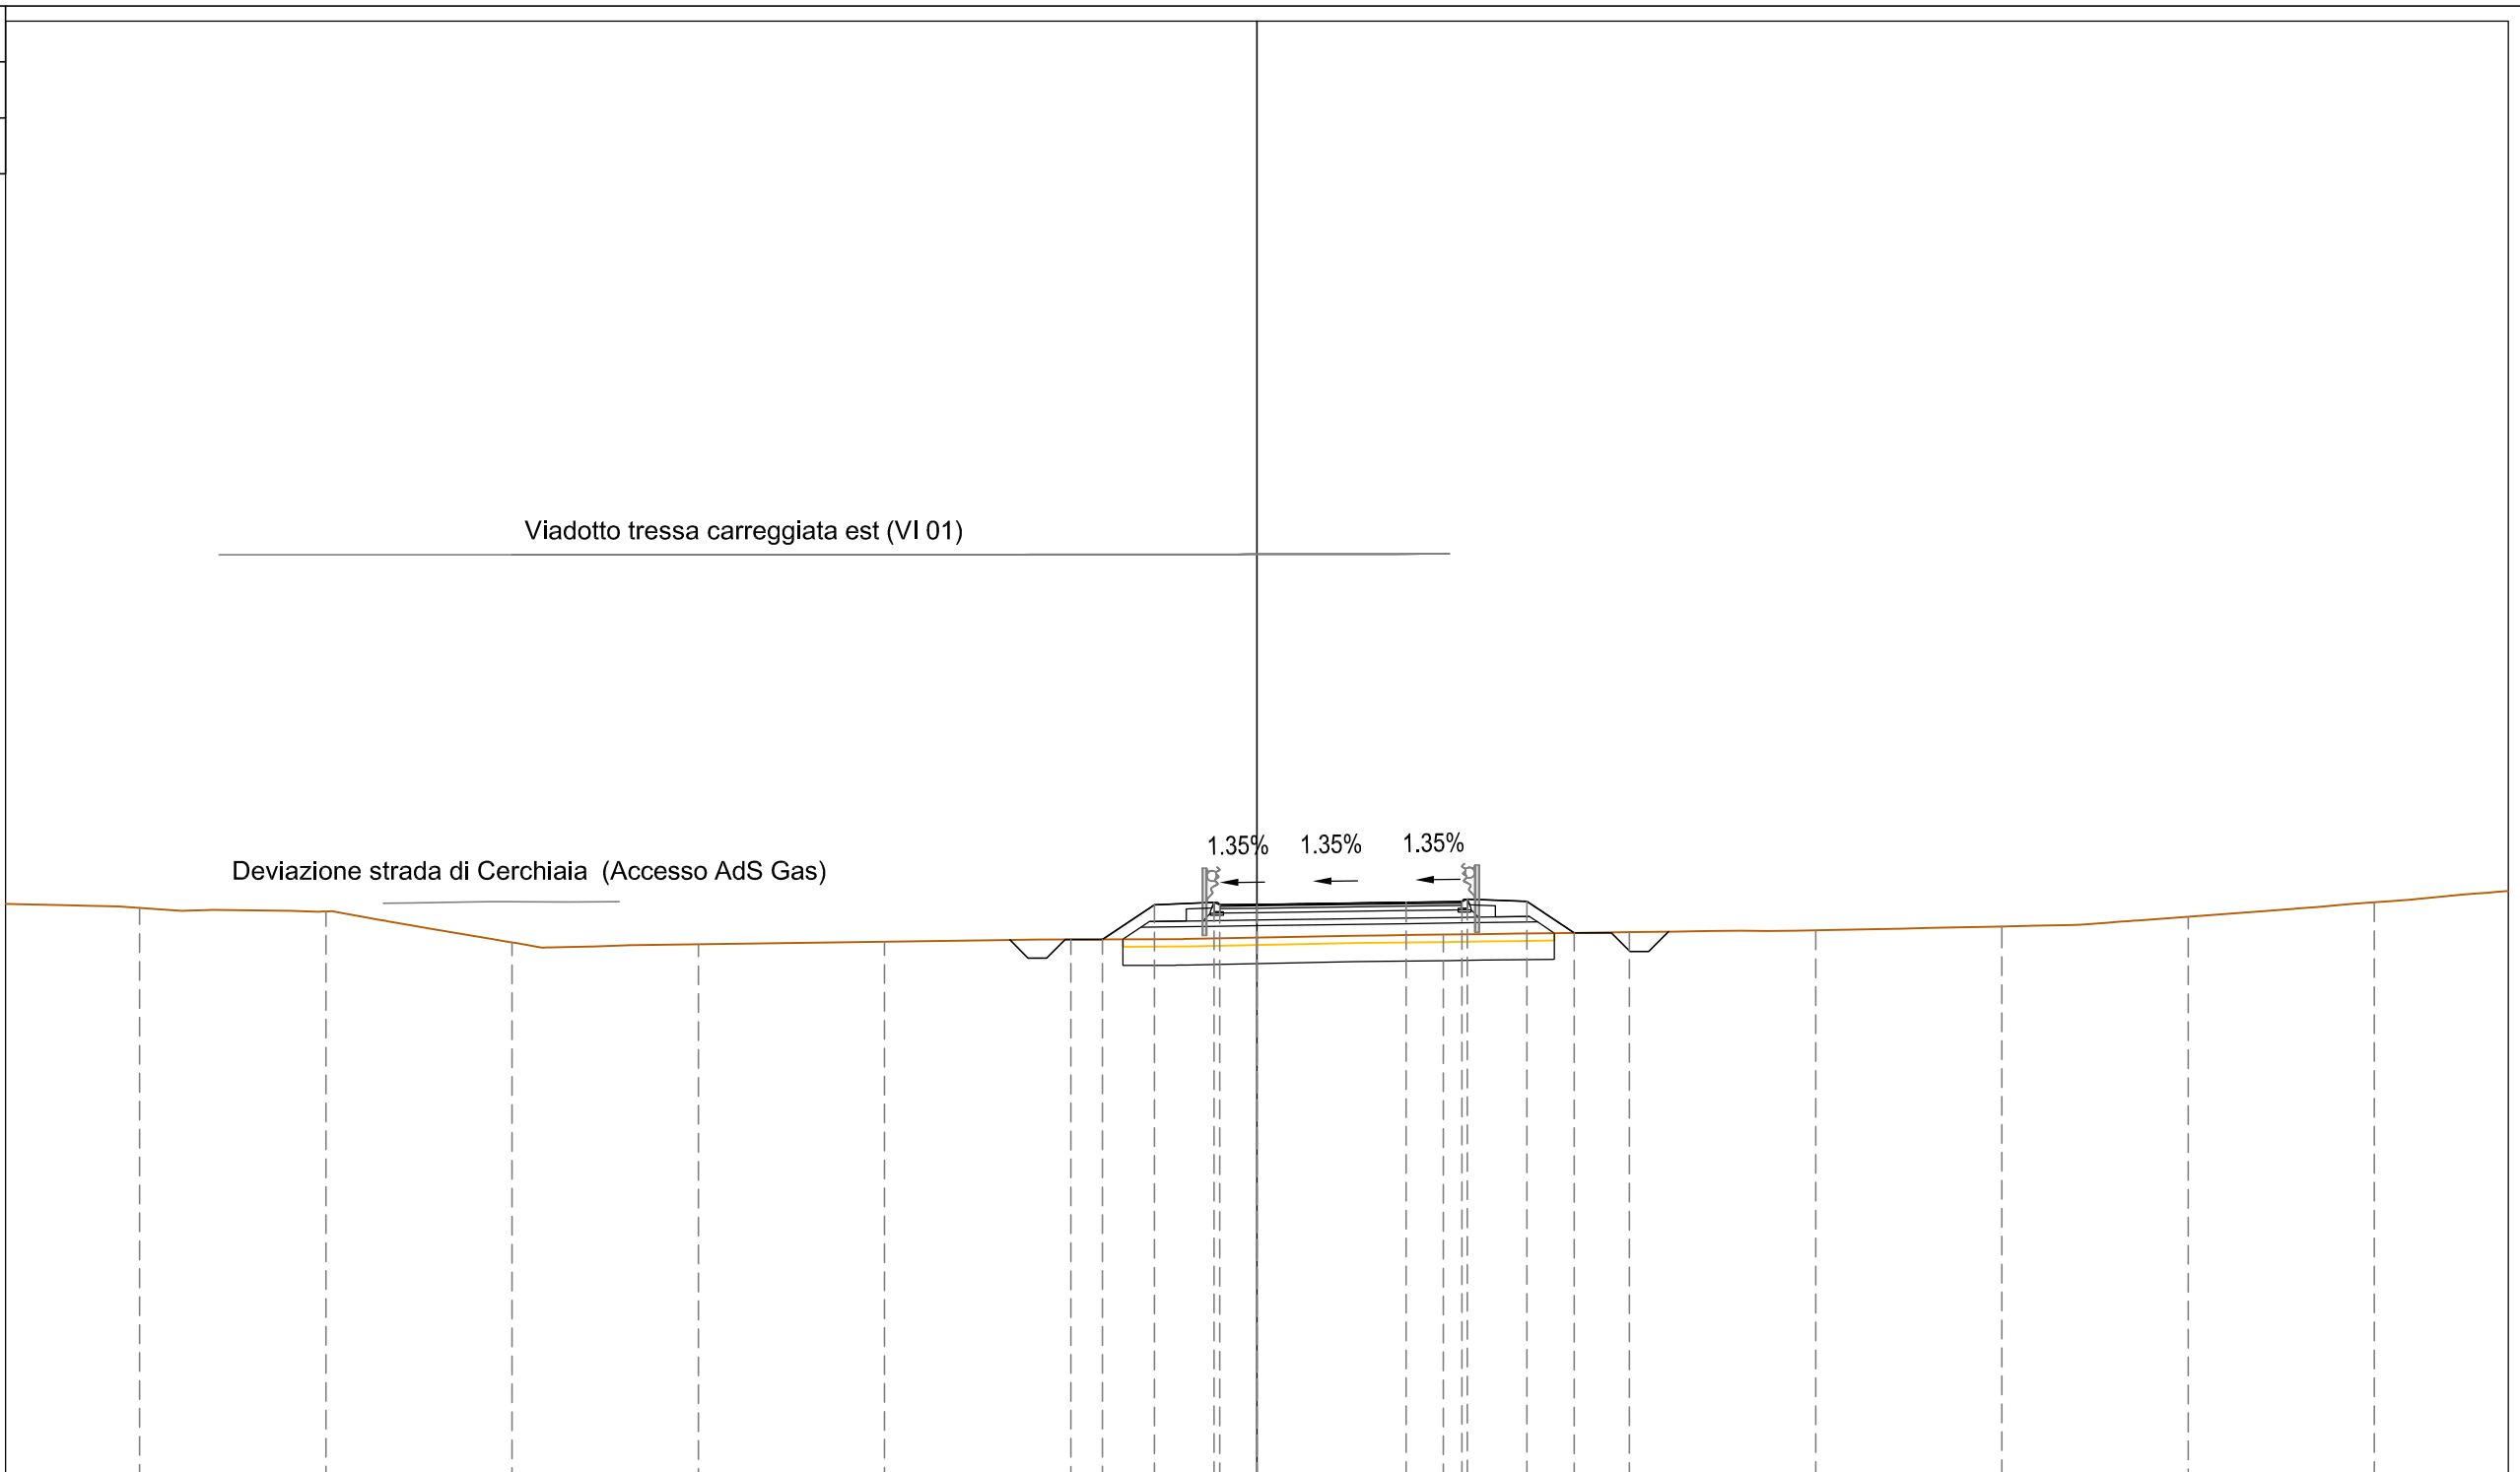 Viadotto tressa carreggiata est (VI 01)
1.35% 1.35% 1.35%
Deviazione strada di Cerchiaia (Accesso AdS Gas)